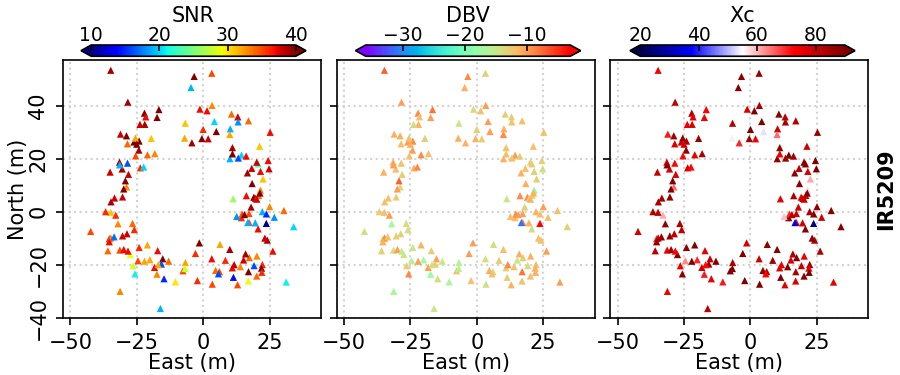 SNR DBV Xc
10 20 30 40 −30 −20 −10 20 40 60 80
40
20
0
−20
−40
North (m)
IR5209
−50 −25 0 25 −50 −25 0 25 −50 −25 0 25
East (m) East (m) East (m)